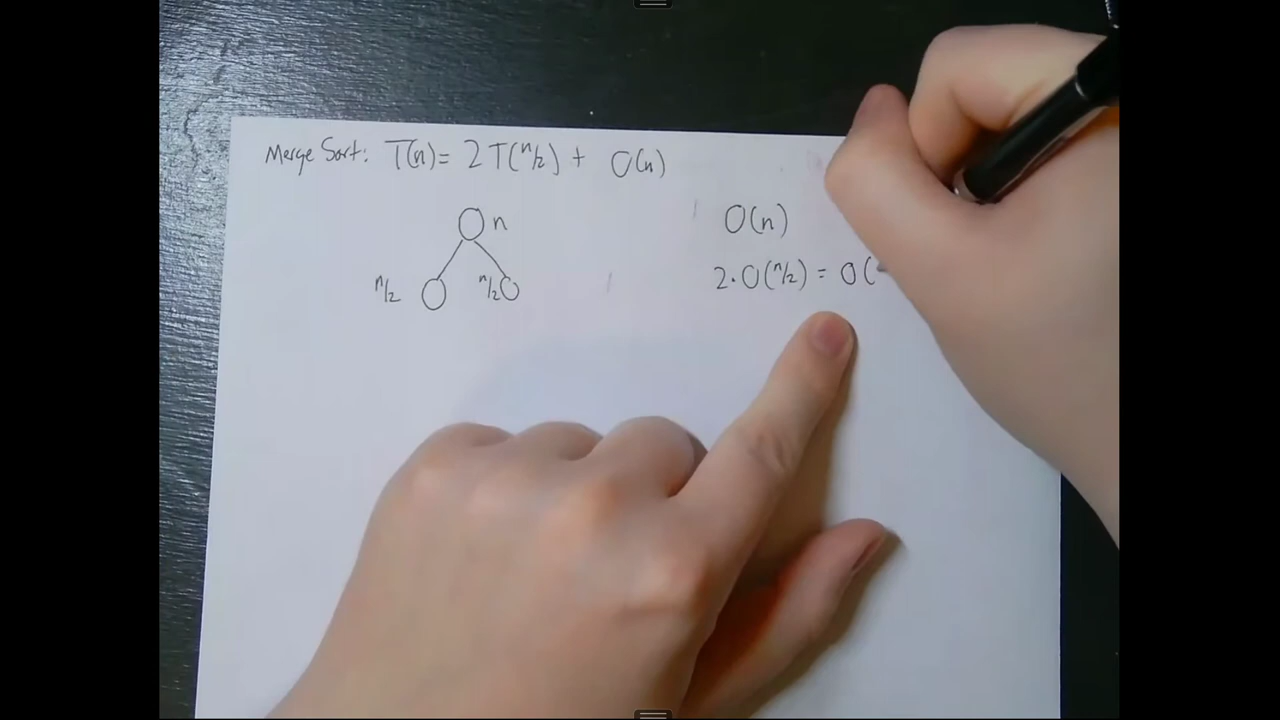 Merge Sort: T(n) = 2T(n/2) + O(n)
n
O(n)
n/2 n/2
2·O(n/2) = O(